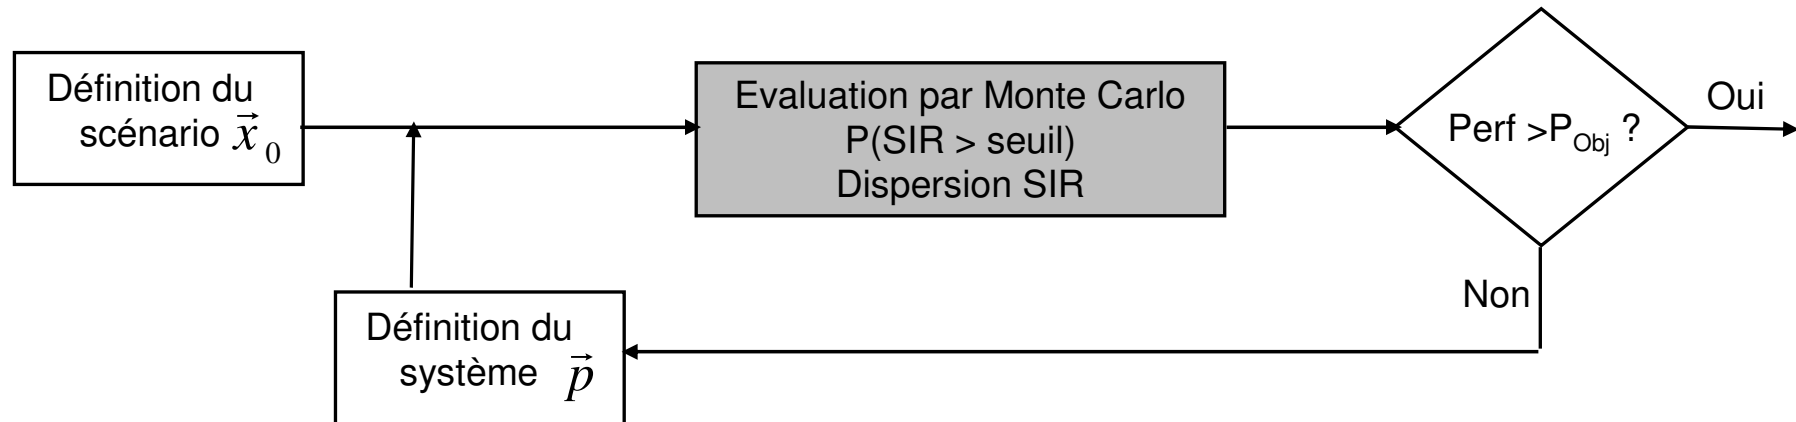 Définition du
scénario x⃗ 0
Evaluation par Monte Carlo
P(SIR > seuil)
Dispersion SIR
Perf >PObj ?
Oui
Non
Définition du
système p⃗